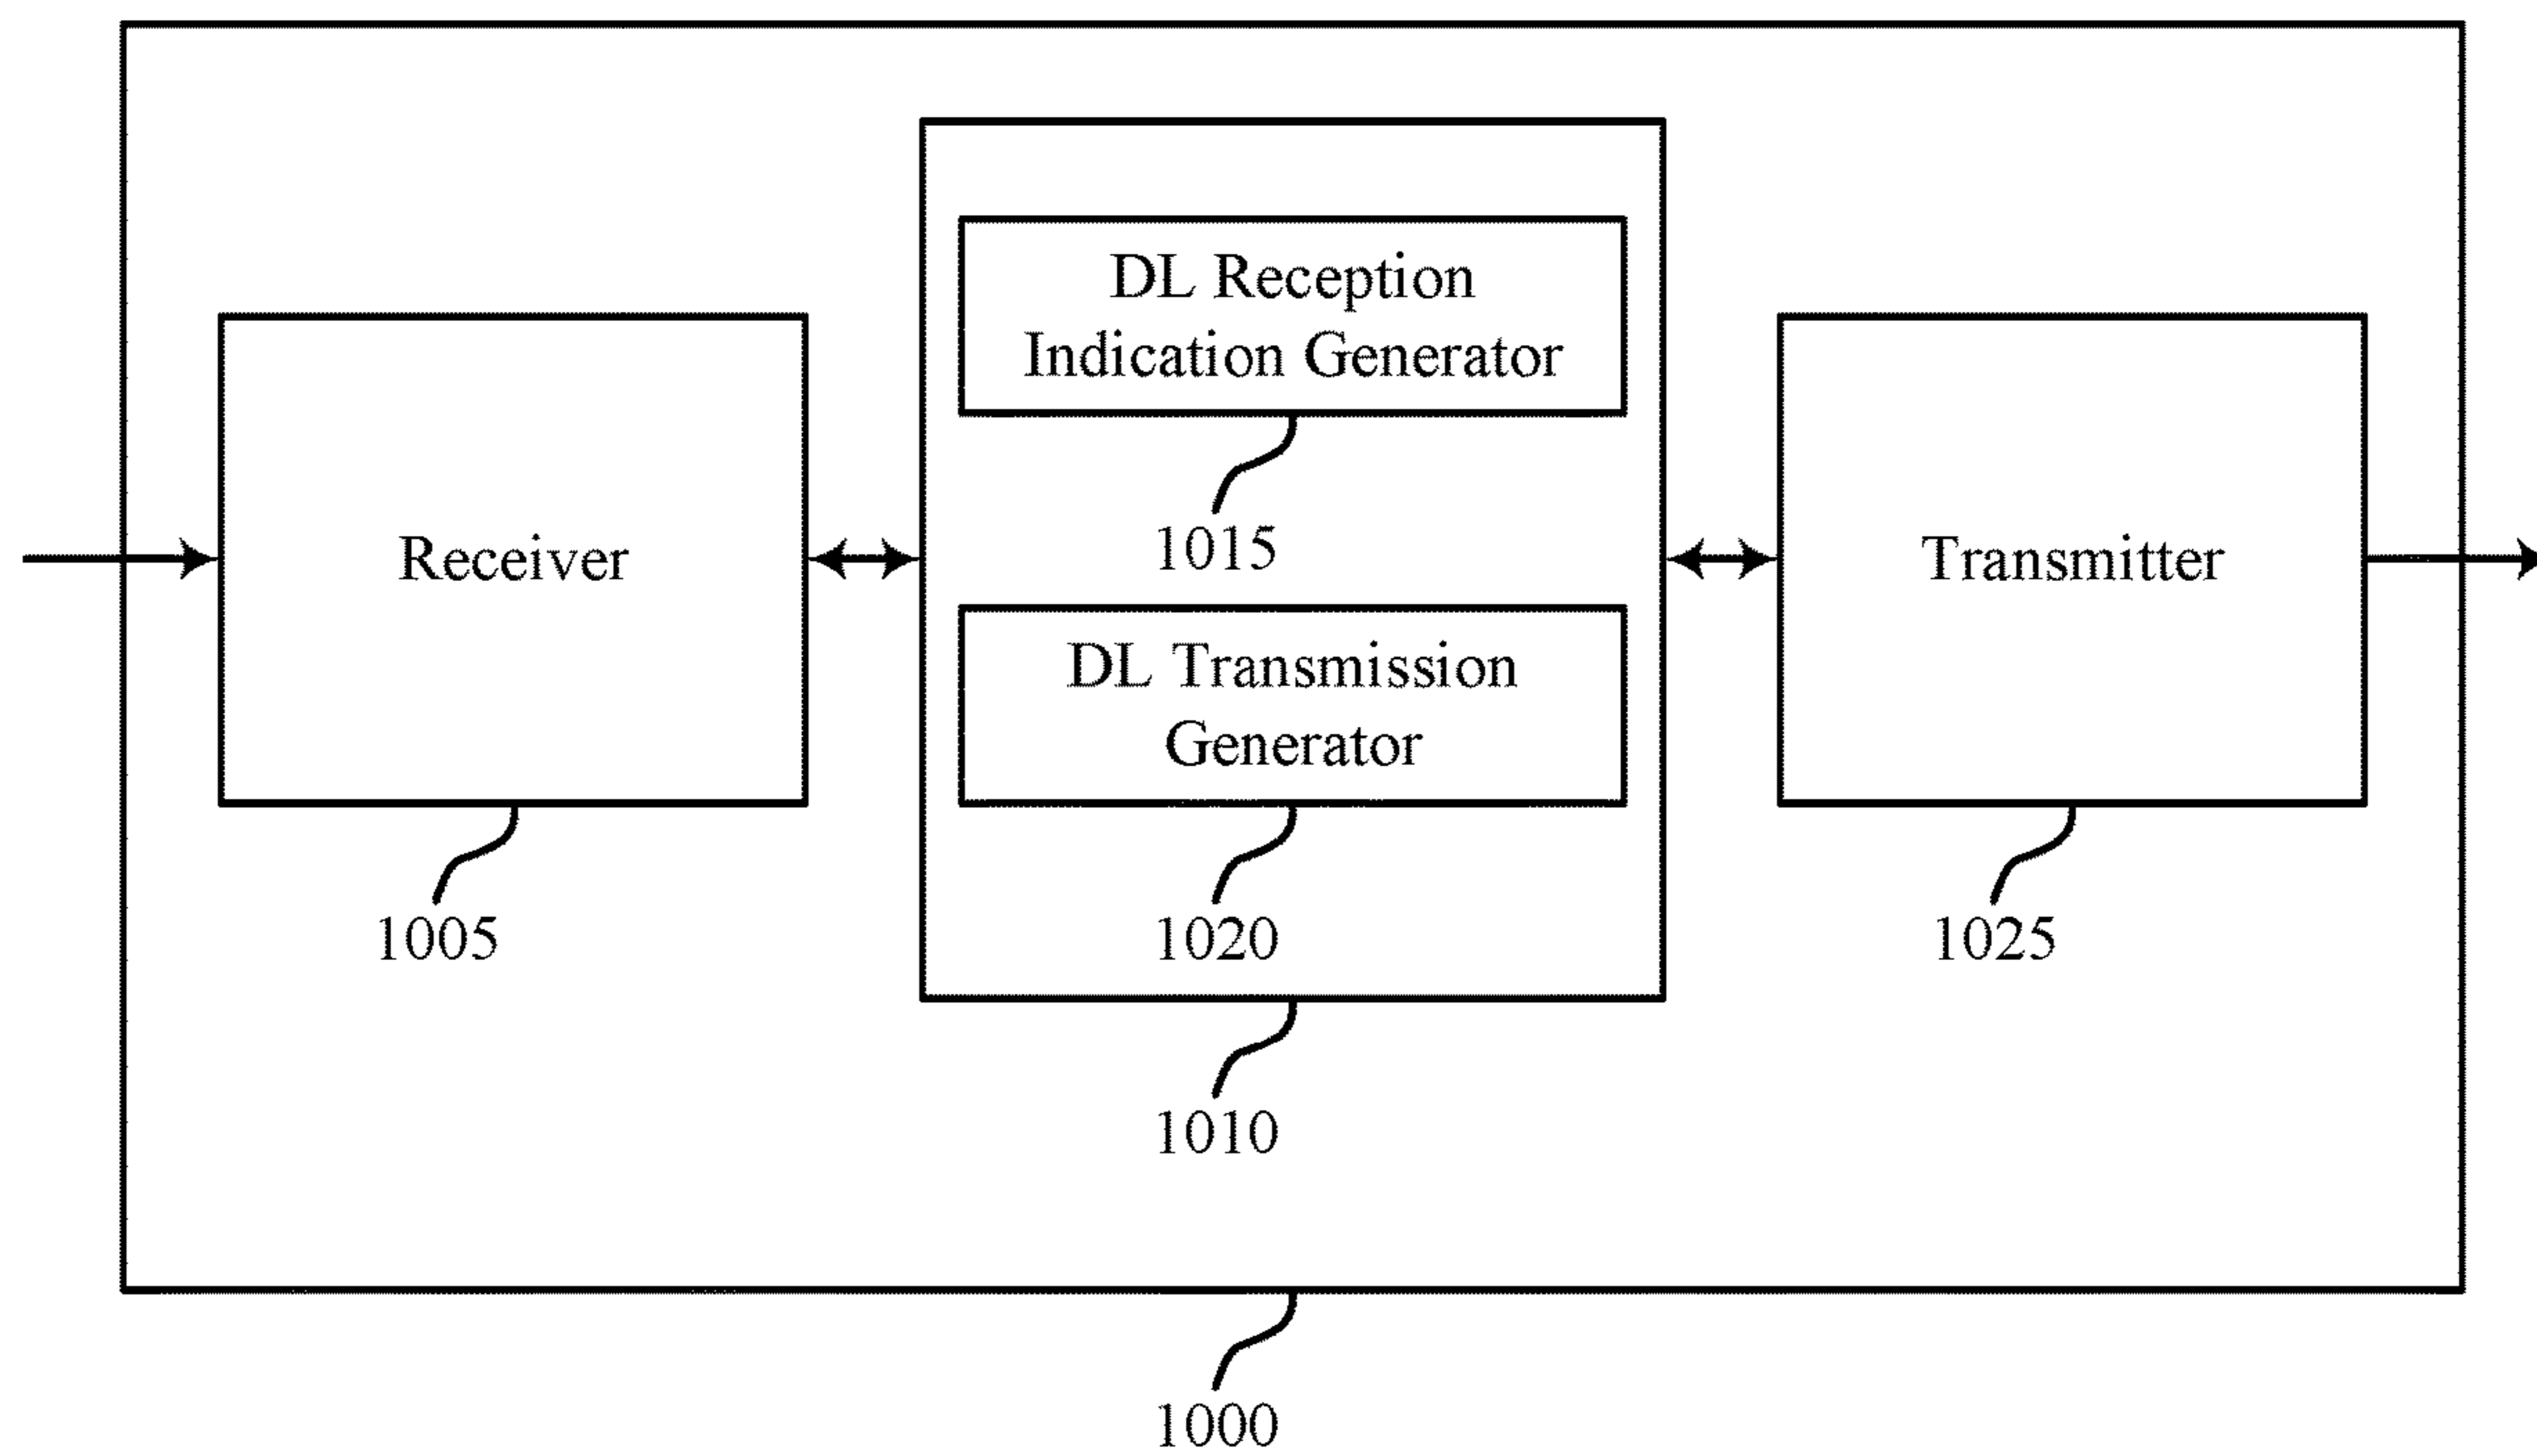 DL Reception
Indication Generator
1015
Receiver
Transmitter
DL Transmission
Generator
1005
1020
1025
1010
1000